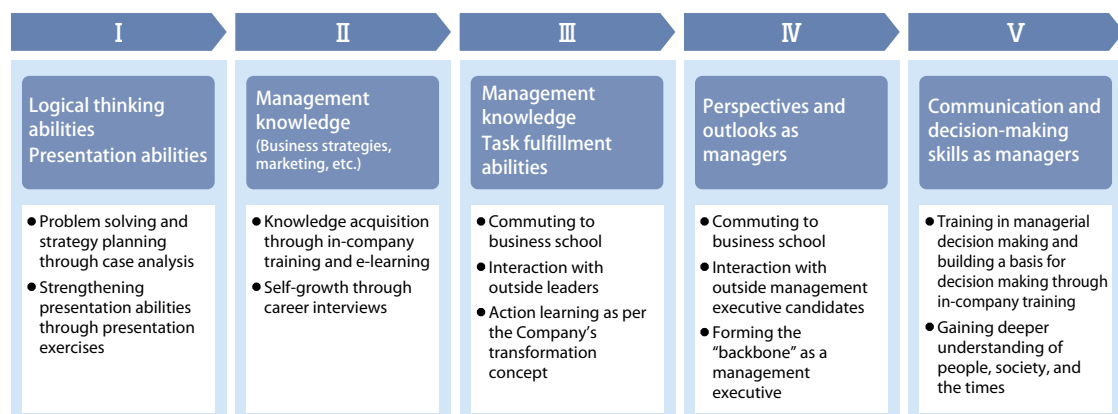 Ⅰ
Ⅱ
Ⅲ
Ⅳ
Ⅴ
Logical thinking
abilities
Presentation abilities
● Problem solving and
strategy planning
through case analysis
● Strengthening
presentation abilities
through presentation
exercises
Management
knowledge
(Business strategies,
marketing, etc.)
● Knowledge acquisition
through in-company
training and e-learning
● Self-growth through
career interviews
Management
knowledge
Task fulfillment
abilities
● Commuting to
business school
● Interaction with
outside leaders
● Action learning as per
the Company’s
transformation
concept
Perspectives and
outlooks as
managers
● Commuting to
business school
● Interaction with
outside management
executive candidates
● Forming the
“backbone” as a
management
executive
Communication and
decision-making
skills as managers
● Training in managerial
decision making and
building a basis for
decision making through
in-company training
● Gaining deeper
understanding of
people, society, and
the times